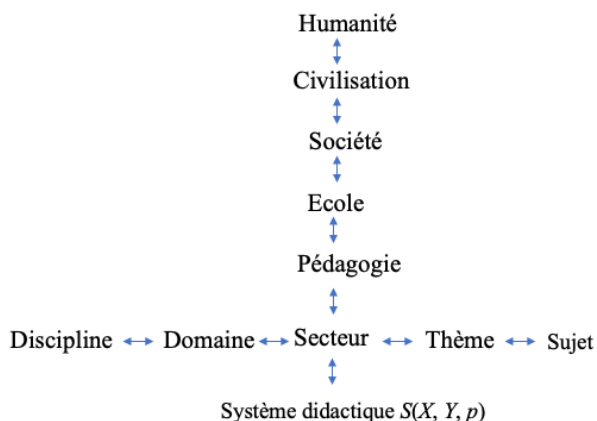 Humanité
Civilisation
Société
Ecole
Pédagogie
Discipline Domaine Secteur Thème Sujet
Système didactique S(X, Y, p)